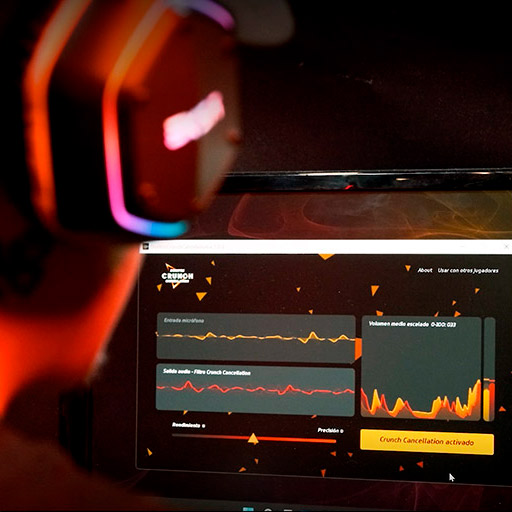 CRUNCH
About Usar con otros jugadores
Entrada micrófono
Volumen medio escalado 0-100: 033
Salida audio - Filtro Crunch Cancellation
Rendimiento
Precisión
Crunch Cancellation activado